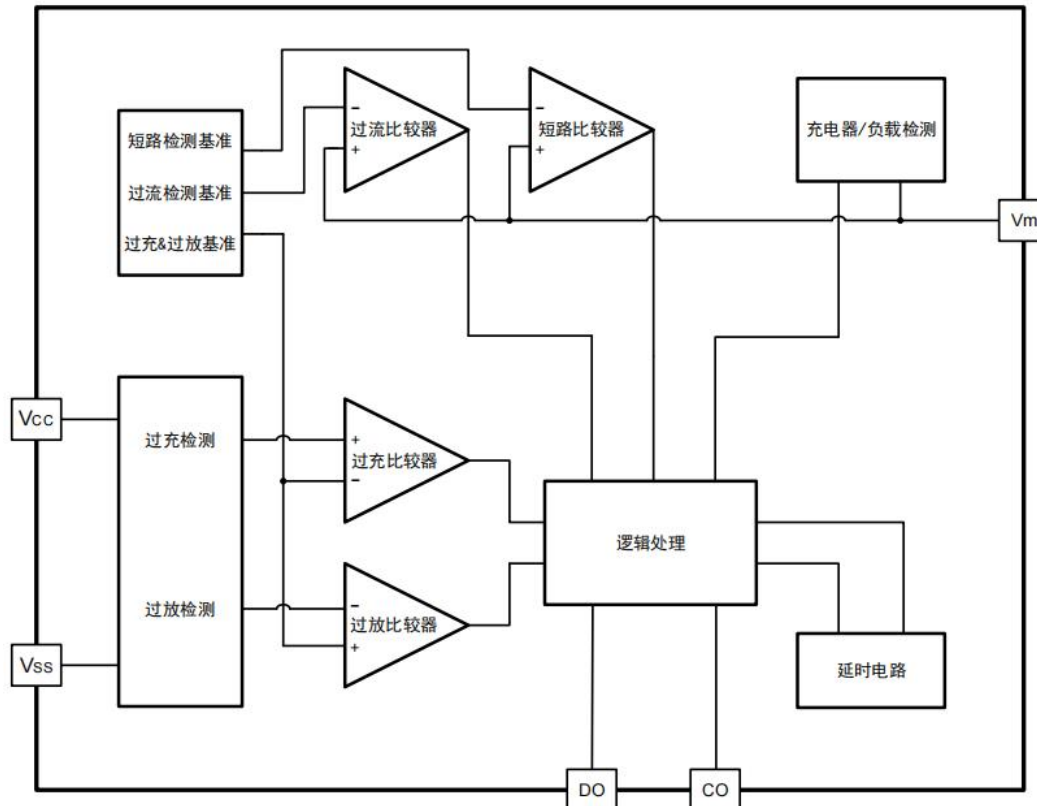 短路检测基准
过流检测基准
过充&过放基准
−
过流比较器
+
−
短路比较器
+
充电器/负载检测
Vm
Vcc
Vss
过充检测
过放检测
+
过充比较器
−
−
过放比较器
+
逻辑处理
延时电路
DO
CO